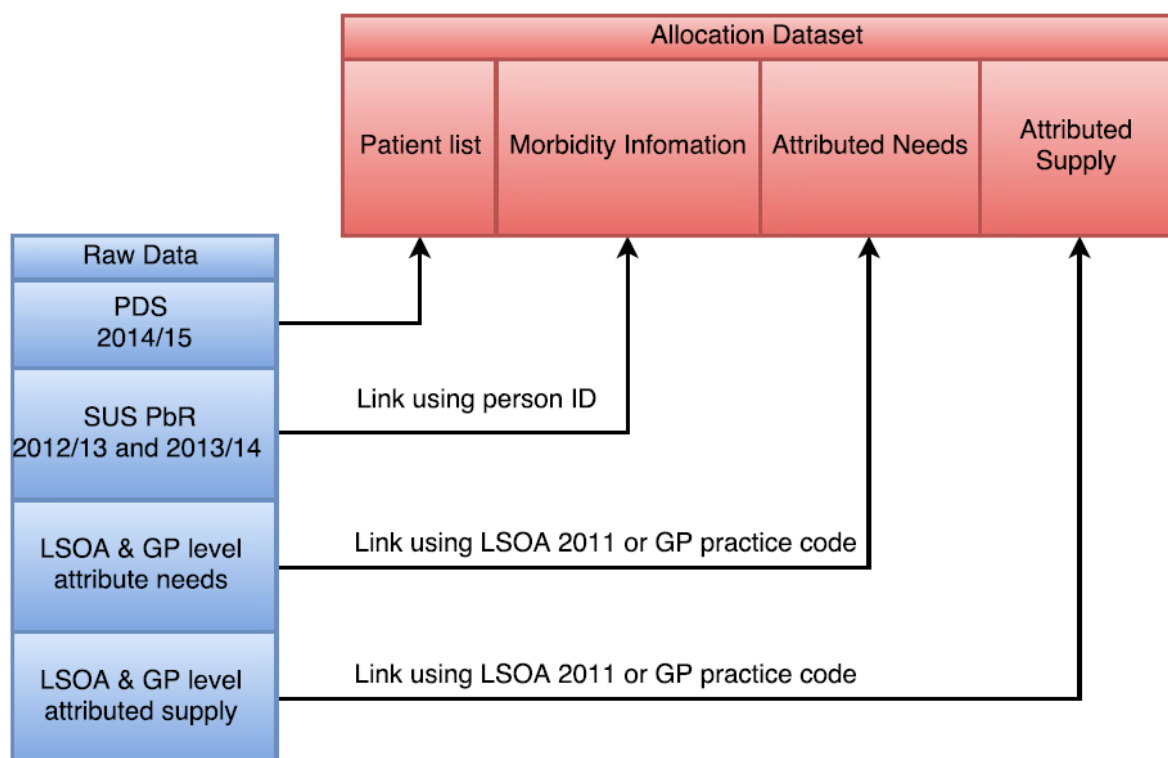 Allocation Dataset
Patient list
Morbidity Infomation
Attributed Needs
Attributed
Supply
Raw Data
PDS
2014/15
SUS PbR
2012/13 and 2013/14
Link using person ID
LSOA & GP level
attribute needs
Link using LSOA 2011 or GP practice code
LSOA & GP level
attributed supply
Link using LSOA 2011 or GP practice code